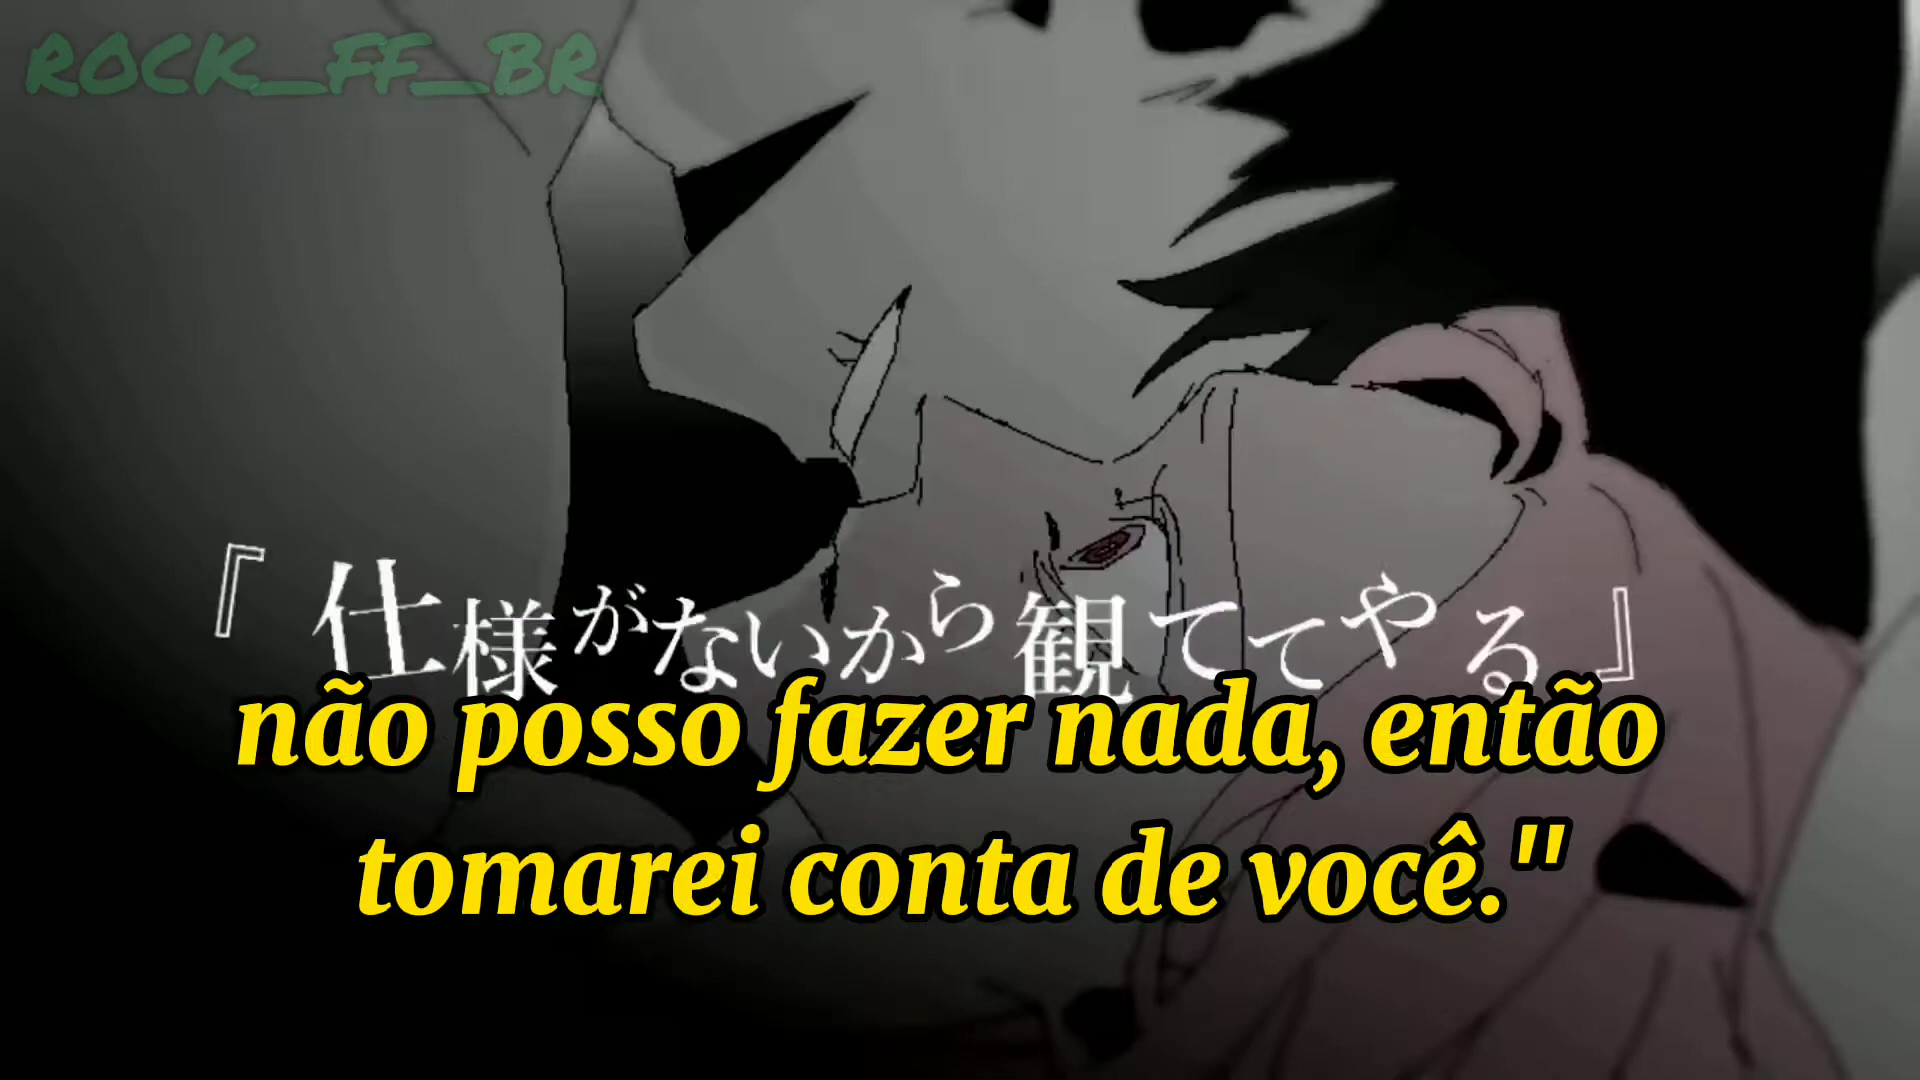 ROCK_FF_BR
『仕様がないから観ててやる』
não posso fazer nada, então
tomarei conta de você."